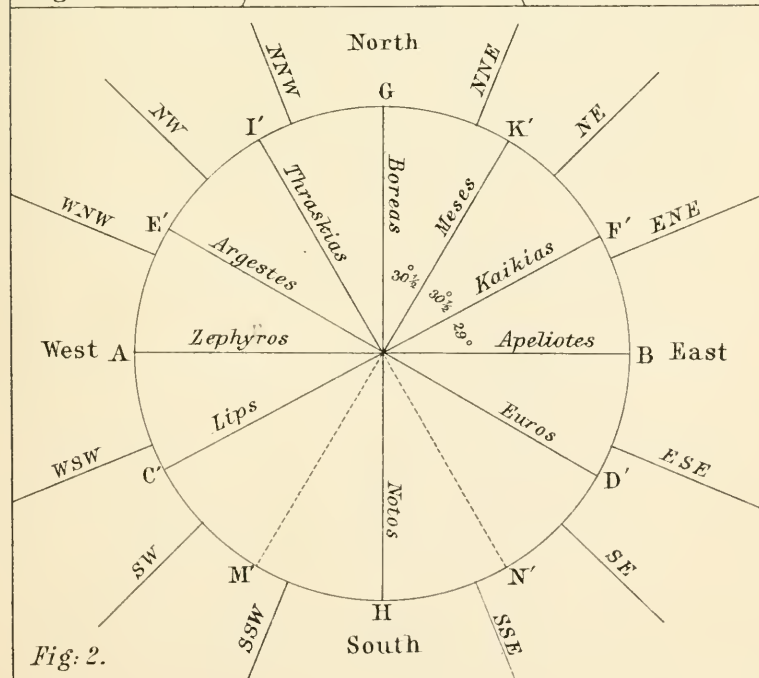 North
NNW
NNE
G
NW
NE
I'
K'
Boreas
Thraskias
Meses
WNW
ENE
E'
F'
Argestes
Kaikias
30½°
30½°
29°
Zephyros
Apeliotes
West A
B East
Lips
Euros
WSW
ESE
C'
D'
Notos
SW
SE
M'
N'
H
SSW
SSE
South
Fig: 2.